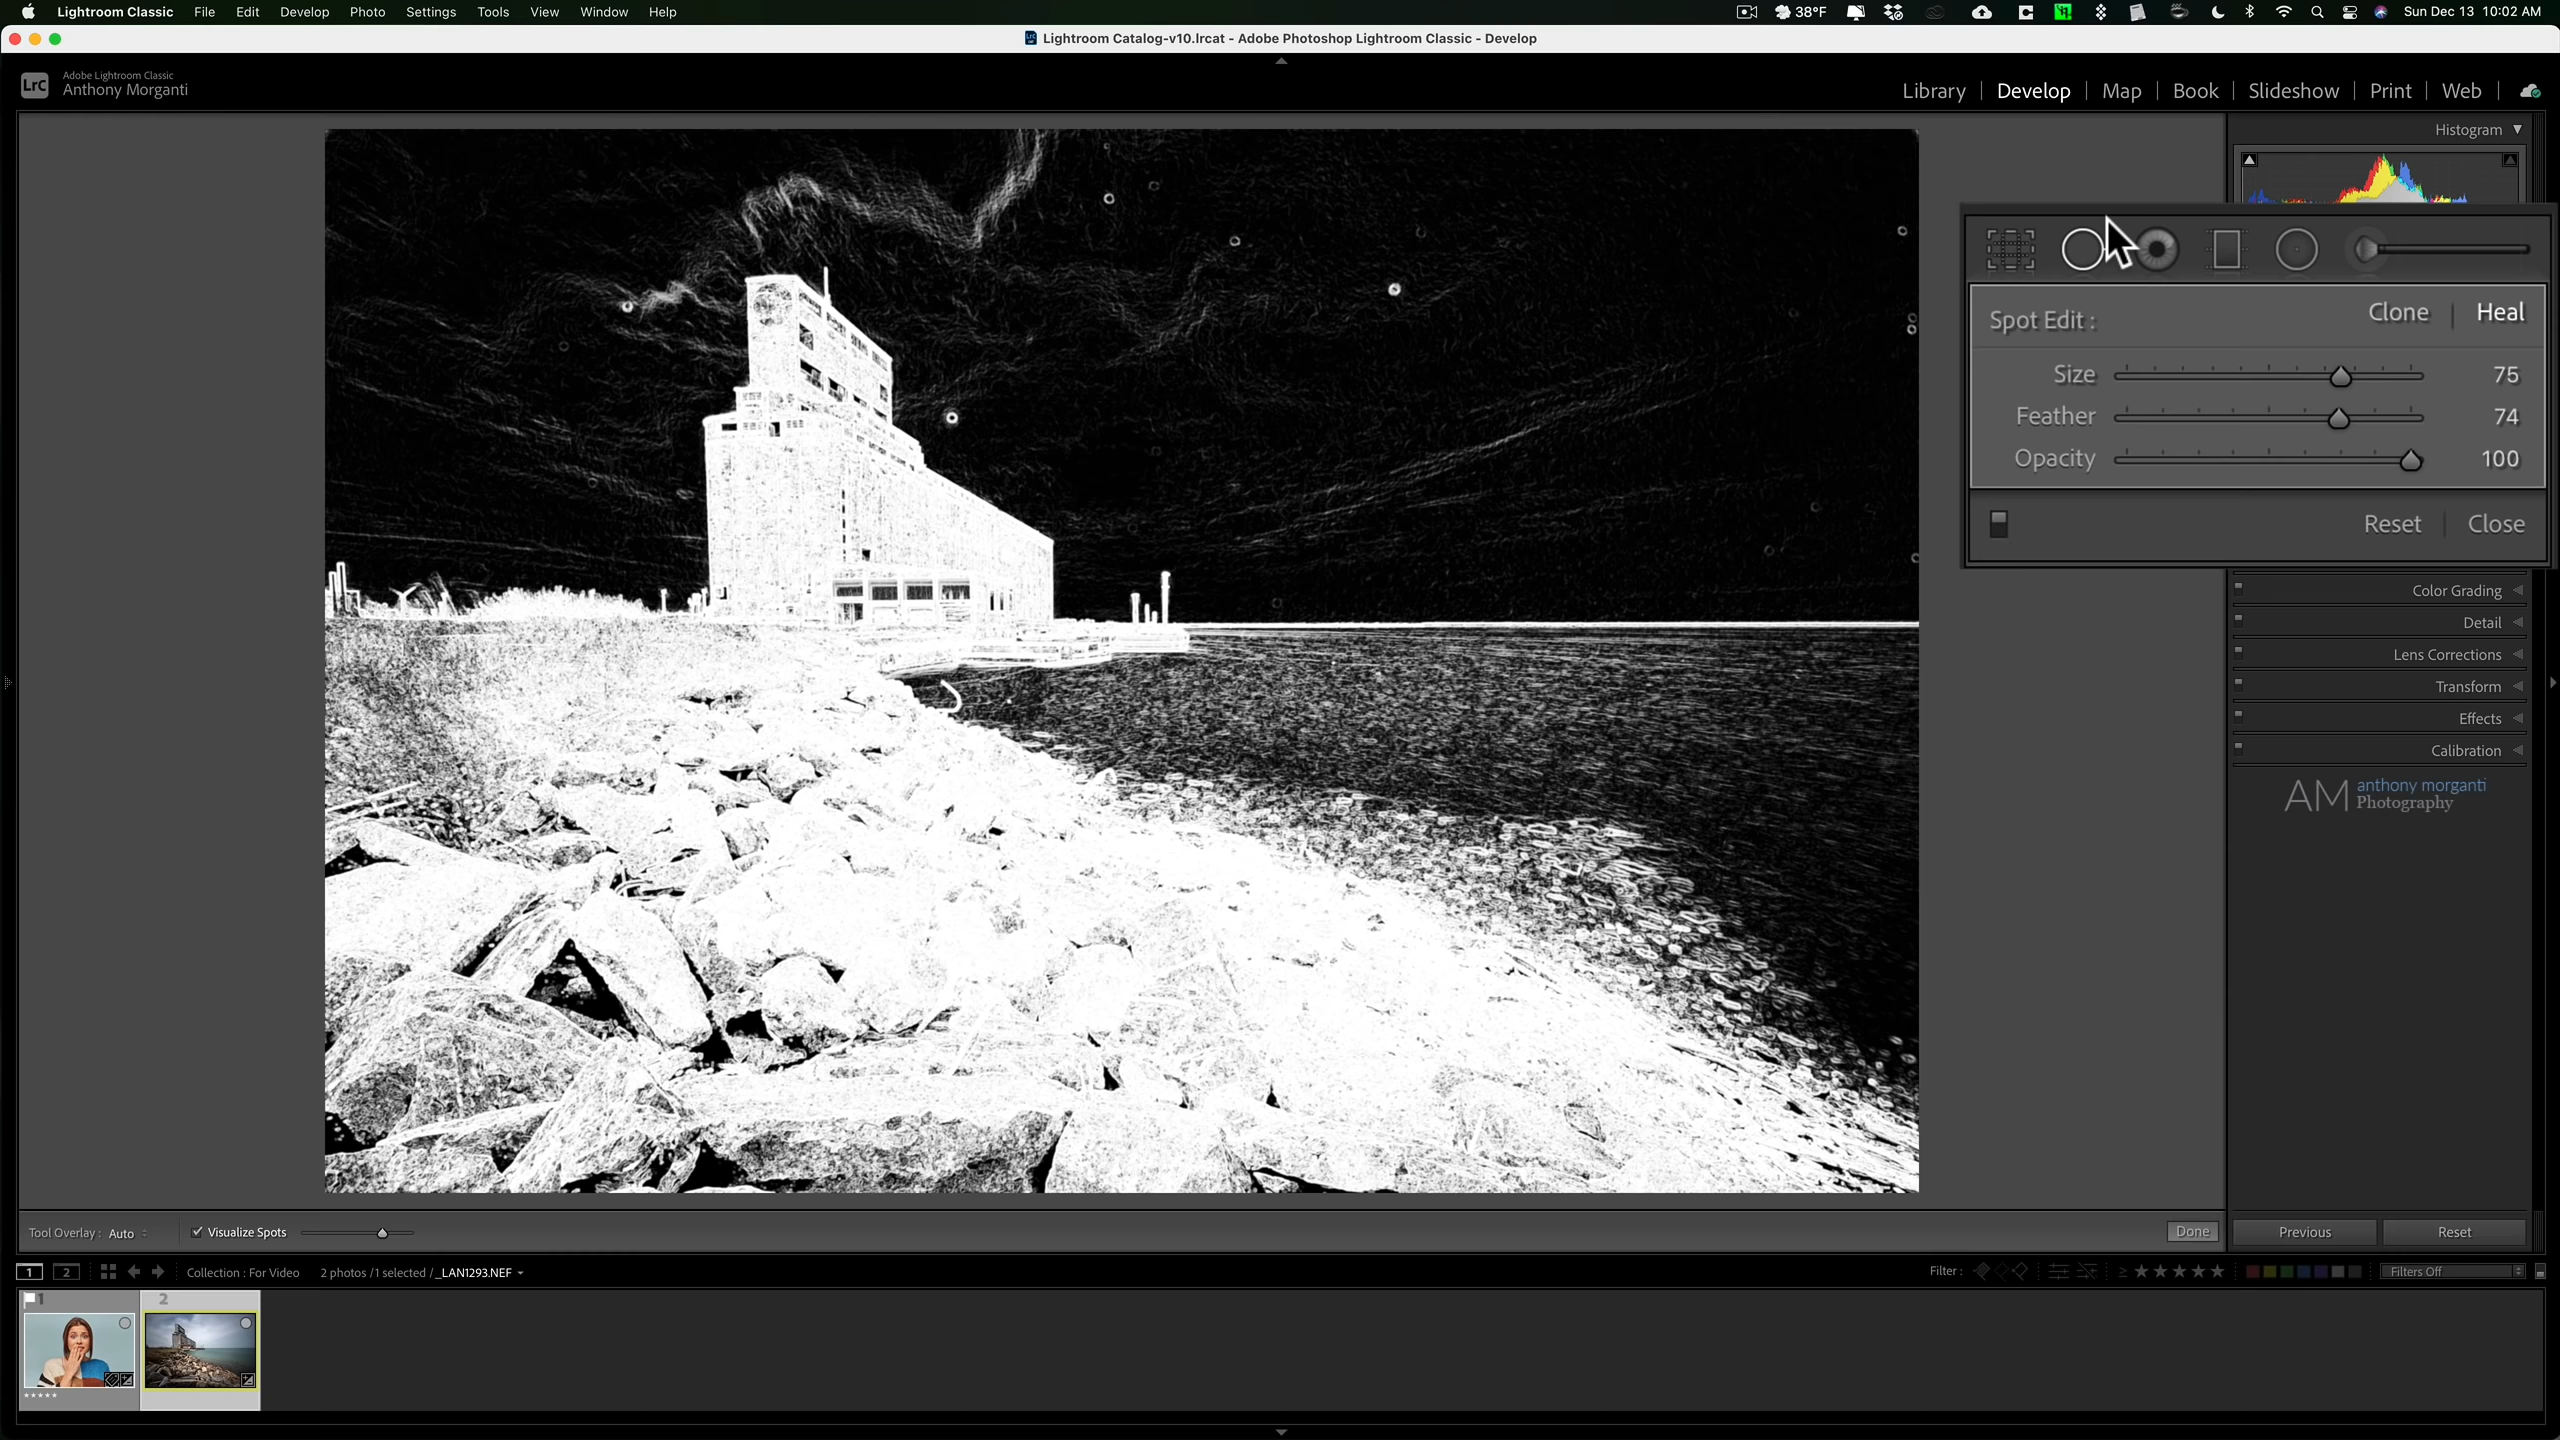 Lightroom Classic File Edit Develop Photo Settings Tools View Window Help 38°F Sun Dec 13 10:02 AM
Lightroom Catalog-v10.lrcat - Adobe Photoshop Lightroom Classic - Develop
LrC
Adobe Lightroom Classic
Anthony Morganti
Library | Develop | Map | Book | Slideshow | Print | Web
Histogram
Spot Edit : Clone | Heal
Size 75
Feather 74
Opacity 100
Reset | Close
Color Grading
Detail
Lens Corrections
Transform
Effects
Calibration
AM anthony morganti
Photography
Tool Overlay : Auto Visualize Spots Done Previous Reset
1 2 Collection : For Video 2 photos /1 selected /_LAN1293.NEF Filter : ≥ ★★★★★ Filters Off
1 2
★★★★★